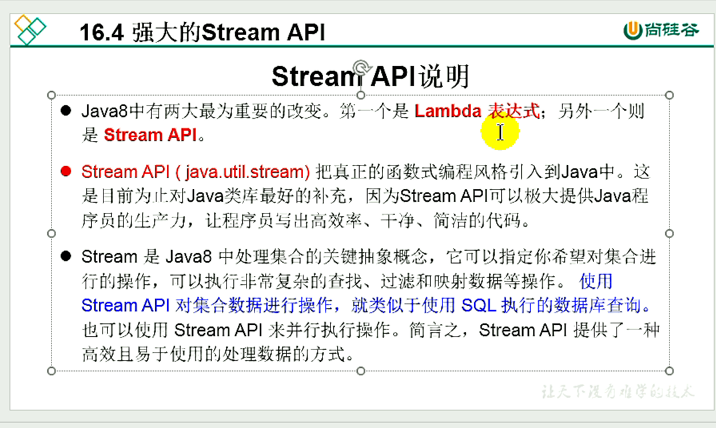 16.4 强大的Stream API
尚硅谷
Stream API说明
Java8中有两大最为重要的改变。第一个是 Lambda 表达式；另外一个则
是 Stream API。
Stream API ( java.util.stream) 把真正的函数式编程风格引入到Java中。这
是目前为止对Java类库最好的补充，因为Stream API可以极大提供Java程
序员的生产力，让程序员写出高效率、干净、简洁的代码。
Stream 是 Java8 中处理集合的关键抽象概念，它可以指定你希望对集合进
行的操作，可以执行非常复杂的查找、过滤和映射数据等操作。 使用
Stream API 对集合数据进行操作，就类似于使用 SQL 执行的数据库查询。
也可以使用 Stream API 来并行执行操作。简言之，Stream API 提供了一种
高效且易于使用的处理数据的方式。
让天下没有难学的技术